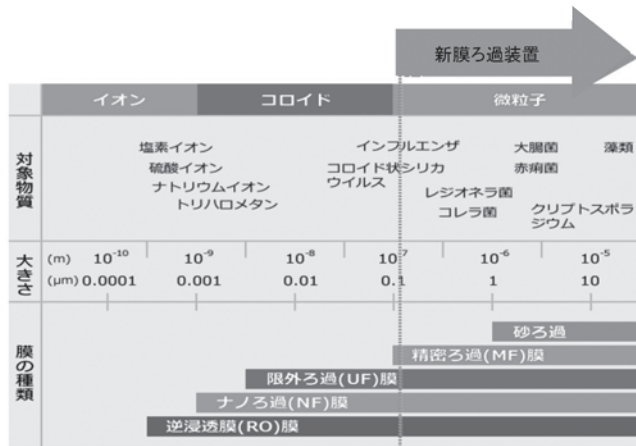 新膜ろ過装置
イオン コロイド 微粒子
対象物質
塩素イオン インフルエンザ 大腸菌 藻類
硫酸イオン コロイド状シリカ 赤痢菌
ナトリウムイオン ウイルス レジオネラ菌
トリハロメタン コレラ菌 クリプトスポラ
ジウム
大きさ
(m) 10⁻¹⁰ 10⁻⁹ 10⁻⁸ 10⁻⁷ 10⁻⁶ 10⁻⁵
(μm) 0.0001 0.001 0.01 0.1 1 10
膜の種類
砂ろ過
精密ろ過(MF)膜
限外ろ過(UF)膜
ナノろ過(NF)膜
逆浸透膜(RO)膜